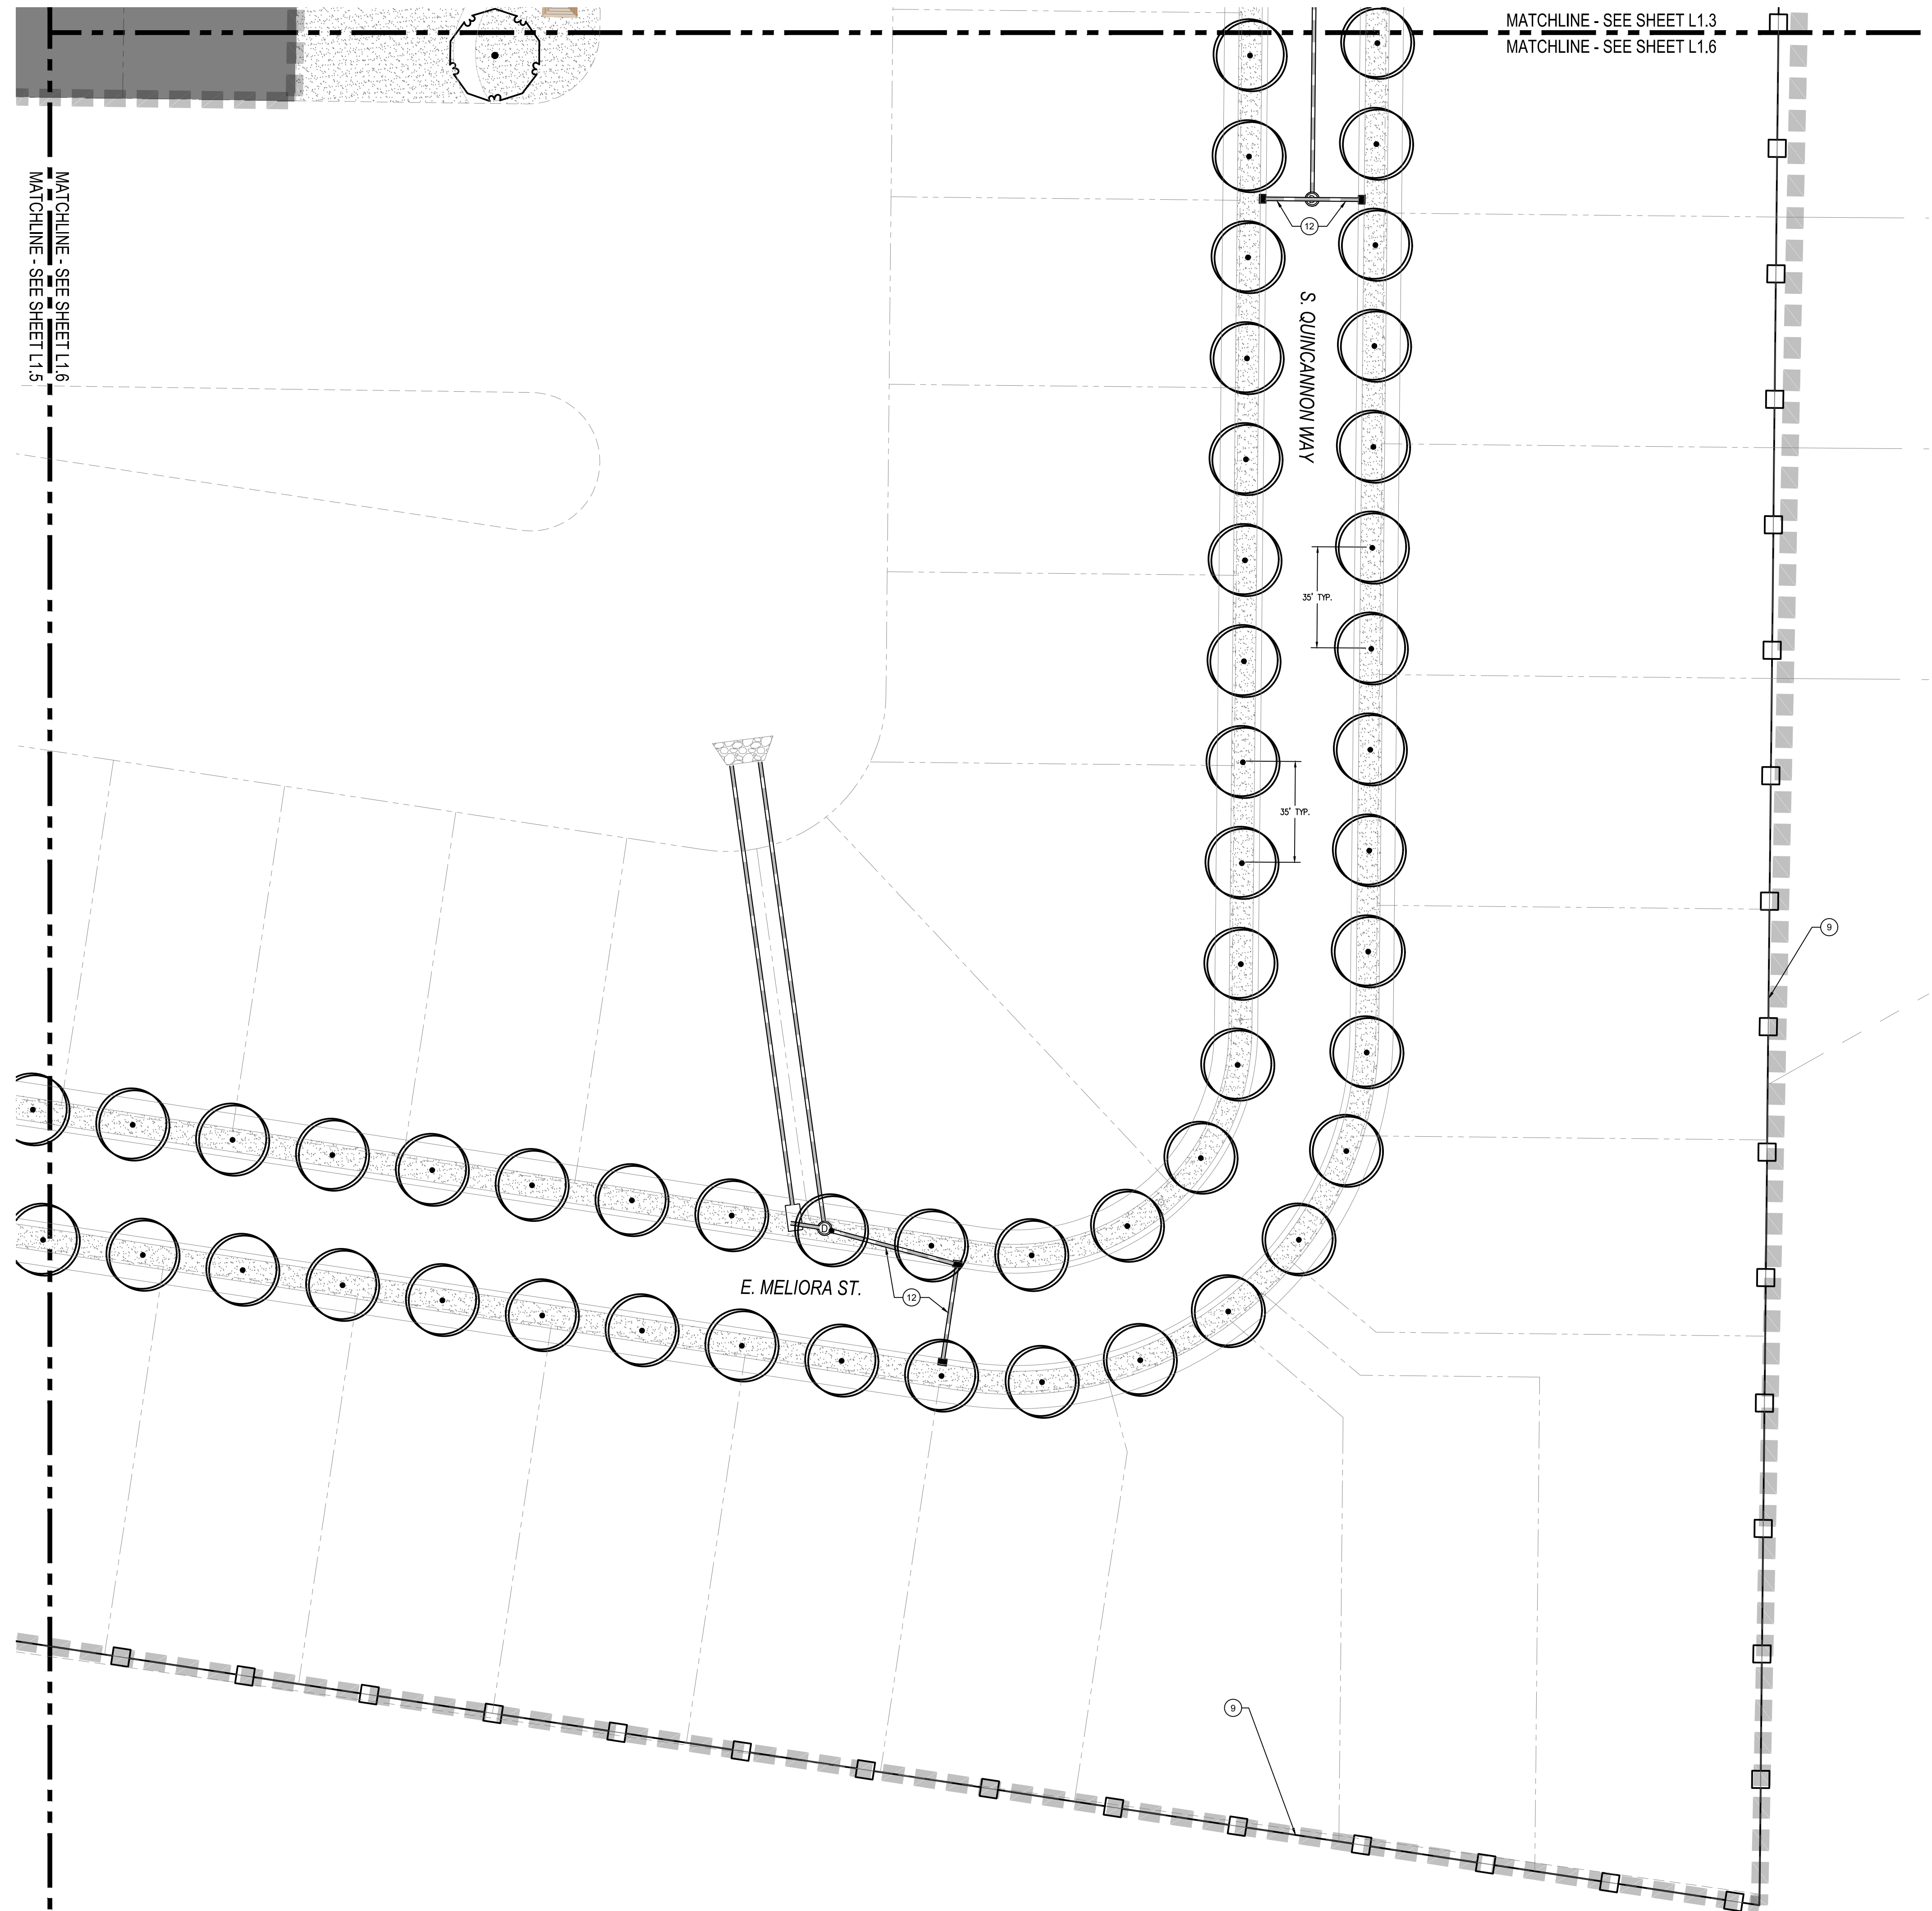 MATCHLINE - SEE SHEET L1.3
MATCHLINE - SEE SHEET L1.6
MATCHLINE - SEE SHEET L1.6
MATCHLINE - SEE SHEET L1.5
D
12
S. QUINCANNON WAY
35' TYP.
35' TYP.
9
D
E. MELIORA ST.
12
9